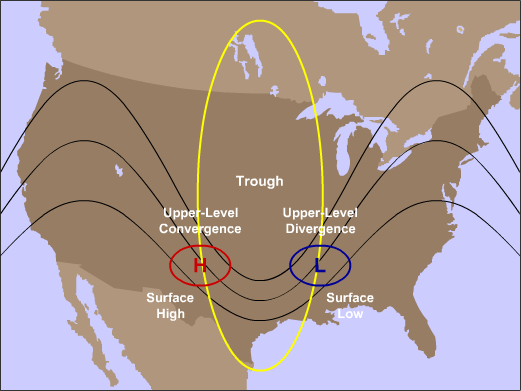 Trough
Upper-Level
Convergence
Upper-Level
Divergence
H
L
Surface
High
Surface
Low